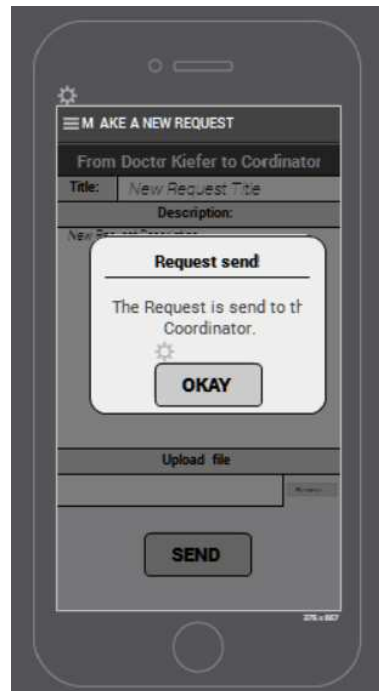 M AKE A NEW REQUEST
From Doctor Kiefer to Cordinator
Title: New Request Title
Description:
Request send
The Request is send to th
Coordinator.
OKAY
Upload file
SEND